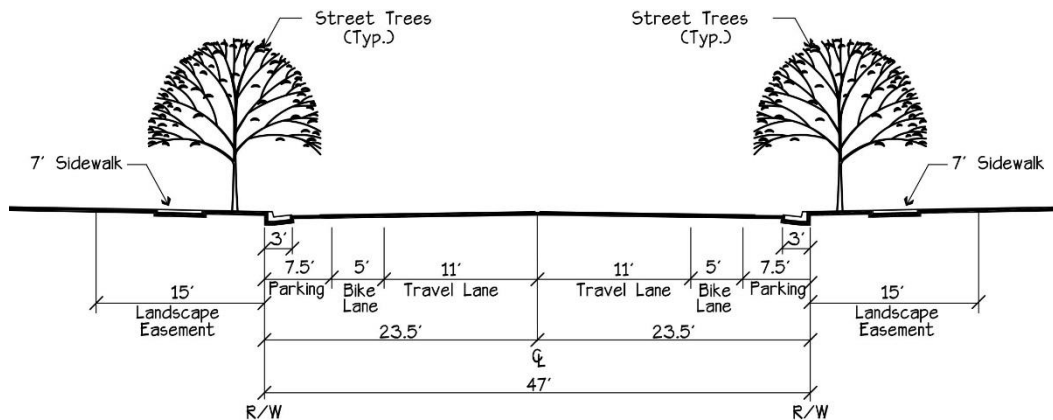 Street Trees
(Typ.)
Street Trees
(Typ.)
7' Sidewalk
7' Sidewalk
3'
3'
7.5'
5'
11'
11'
5'
7.5'
Parking
Bike
Lane
Travel Lane
Travel Lane
Bike
Lane
Parking
15'
Landscape
Easement
15'
Landscape
Easement
23.5'
23.5'
℄
47'
R/W
R/W